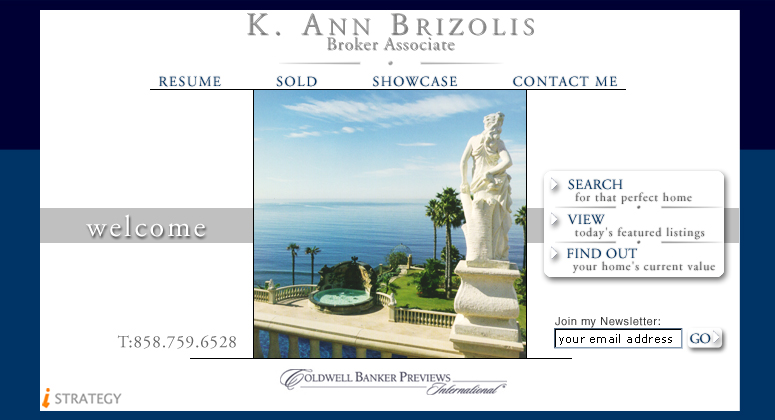 K. ANN BRIZOLIS
Broker Associate
RESUME SOLD SHOWCASE CONTACT ME
welcome
SEARCH
for that perfect home
VIEW
today's featured listings
FIND OUT
your home's current value
T:858.759.6528
Join my Newsletter:
your email address GO
COLDWELL BANKER PREVIEWS
International
i STRATEGY